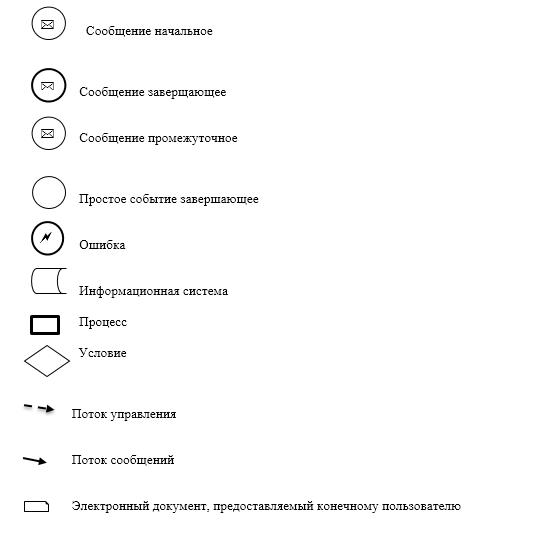 Сообщение начальное
Сообщение заверщающее
Сообщение промежуточное
Простое событие завершающее
Ошибка
Информационная система
Процесс
Условие
Поток управления
Поток сообщений
Электронный документ, предоставляемый конечному пользователю